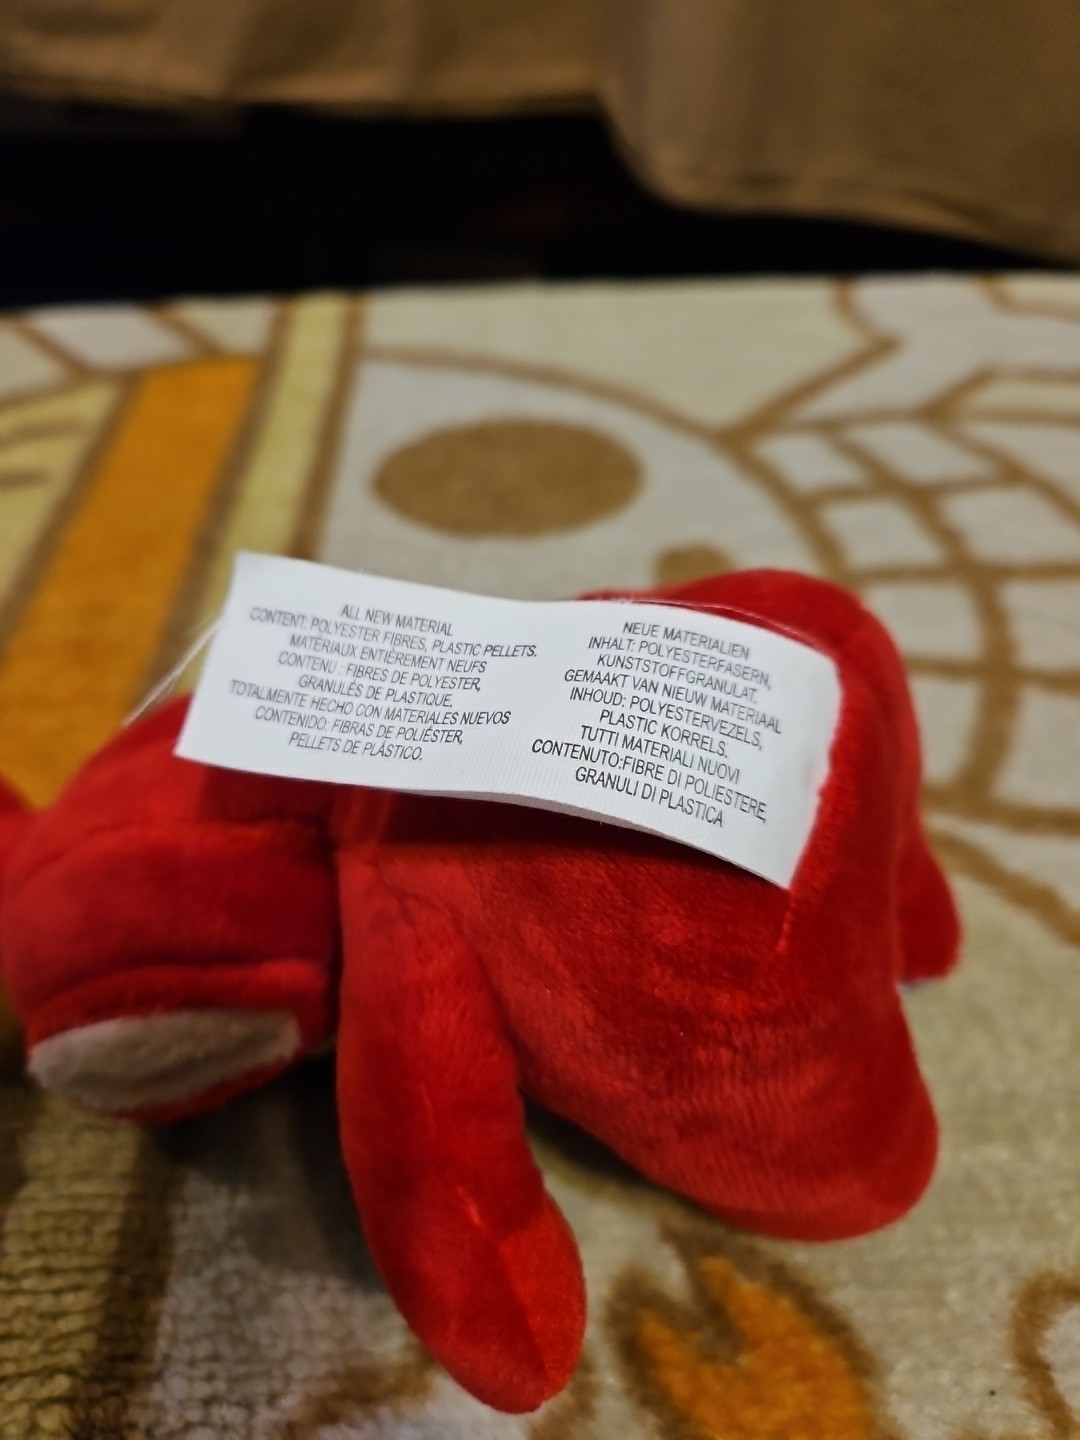 ALL NEW MATERIAL
CONTENT: POLYESTER FIBRES, PLASTIC PELLETS.
MATÉRIAUX ENTIÈREMENT NEUFS
CONTENU : FIBRES DE POLYESTER,
GRANULÉS DE PLASTIQUE.
TOTALMENTE HECHO CON MATERIALES NUEVOS
CONTENIDO: FIBRAS DE POLIÉSTER,
PELLETS DE PLÁSTICO.
NEUE MATERIALIEN
INHALT: POLYESTERFASERN,
KUNSTSTOFFGRANULAT.
GEMAAKT VAN NIEUW MATERIAAL
INHOUD: POLYESTERVEZELS,
PLASTIC KORRELS.
TUTTI MATERIALI NUOVI
CONTENUTO:FIBRE DI POLIESTERE,
GRANULI DI PLASTICA